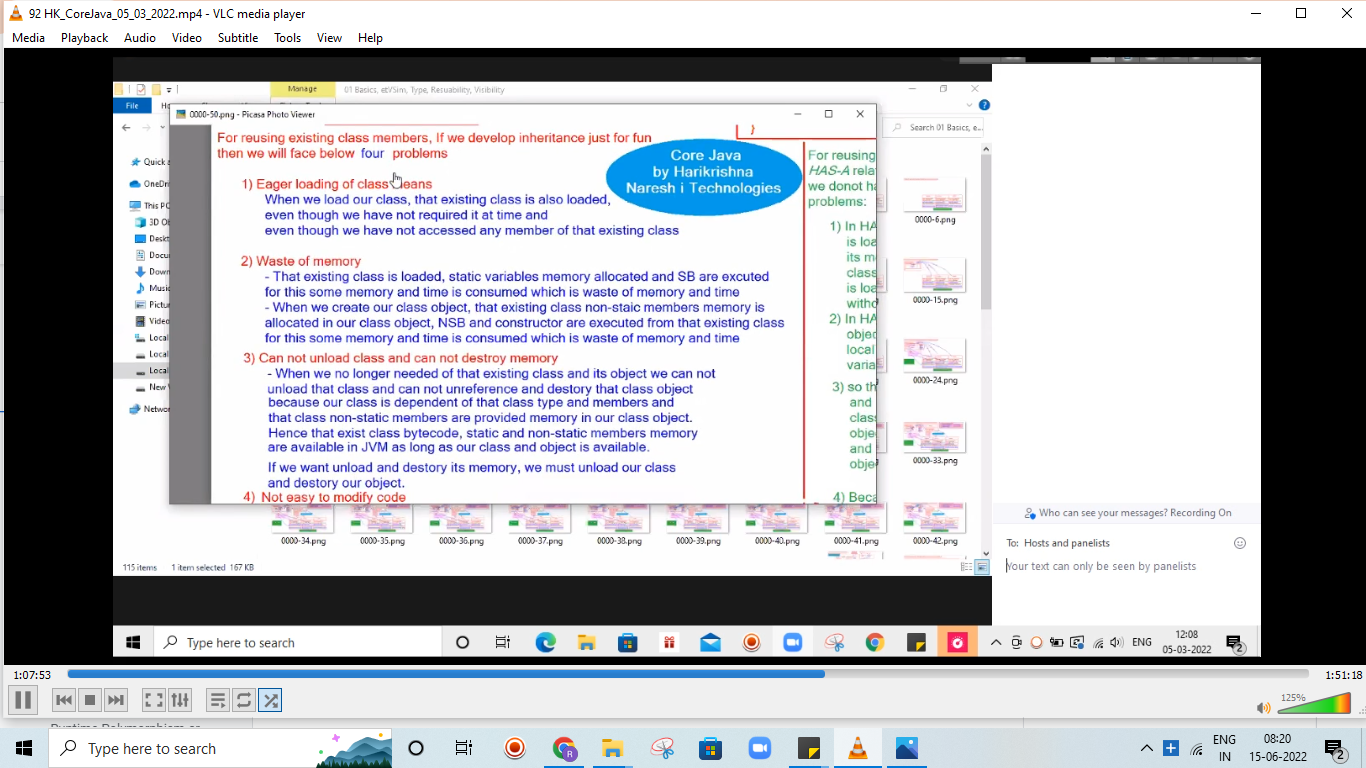 92 HK_CoreJava_05_03_2022.mp4 - VLC media player
Media Playback Audio Video Subtitle Tools View Help
Manage
01 Basics, etVSim, Type, Resuability, Visibility
File
0000-50.png - Picasa Photo Viewer
Search 01 Basics, e...
For reusing existing class members, If we develop inheritance just for fun
then we will face below four problems
Core Java
by Harikrishna
Naresh i Technologies
1) Eager loading of class means
When we load our class, that existing class is also loaded,
even though we have not required it at time and
even though we have not accessed any member of that existing class
2) Waste of memory
- That existing class is loaded, static variables memory allocated and SB are excuted
for this some memory and time is consumed which is waste of memory and time
- When we create our class object, that existing class non-staic members memory is
allocated in our class object, NSB and constructor are executed from that existing class
for this some memory and time is consumed which is waste of memory and time
3) Can not unload class and can not destroy memory
- When we no longer needed of that existing class and its object we can not
unload that class and can not unreference and destory that class object
because our class is dependent of that class type and members and
that class non-static members are provided memory in our class object.
Hence that exist class bytecode, static and non-static members memory
are available in JVM as long as our class and object is available.
If we want unload and destory its memory, we must unload our class
and destory our object.
4) Not easy to modify code
}
For reusing
HAS-A rela
we donot ha
problems:
1) In HA
is loa
its m
class
is loa
witho
2) In HA
objec
local
varia
3) so th
and
class
obje
and
obje
4) Beca
Quick a
OneDri
This PC
3D Ob
Deskt
Docu
Down
Music
Pictur
Video
Local
Local
Local
New
Netwo
0000-6.png
0000-15.png
0000-24.png
0000-33.png
0000-34.png 0000-35.png 0000-36.png 0000-37.png 0000-38.png 0000-39.png 0000-40.png 0000-41.png 0000-42.png
115 items 1 item selected 167 KB
Who can see your messages? Recording On
To: Hosts and panelists
Your text can only be seen by panelists
Type here to search
ENG
12:08
05-03-2022
2
1:07:53
1:51:18
125%
Type here to search
ENG
IN
08:20
15-06-2022
2